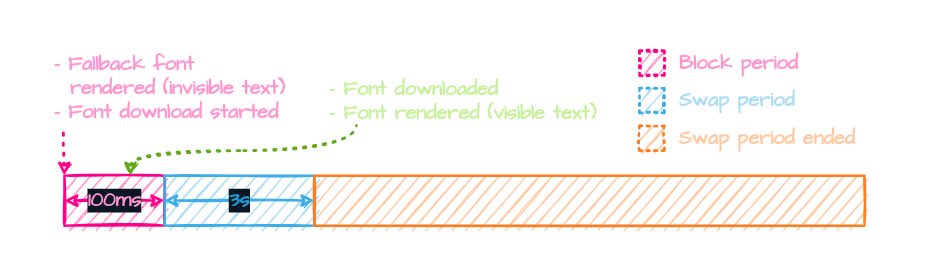 - Fallback font
rendered (invisible text)
- Font download started
- Font downloaded
- Font rendered (visible text)
Block period
Swap period
Swap period ended
100ms
3s